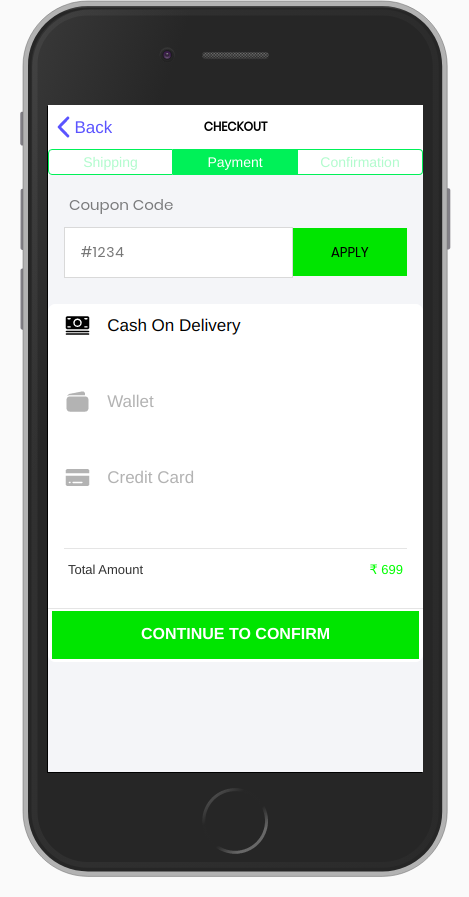 Back
CHECKOUT
Shipping
Payment
Confirmation
Coupon Code
#1234
APPLY
Cash On Delivery
Wallet
Credit Card
Total Amount
₹ 699
CONTINUE TO CONFIRM